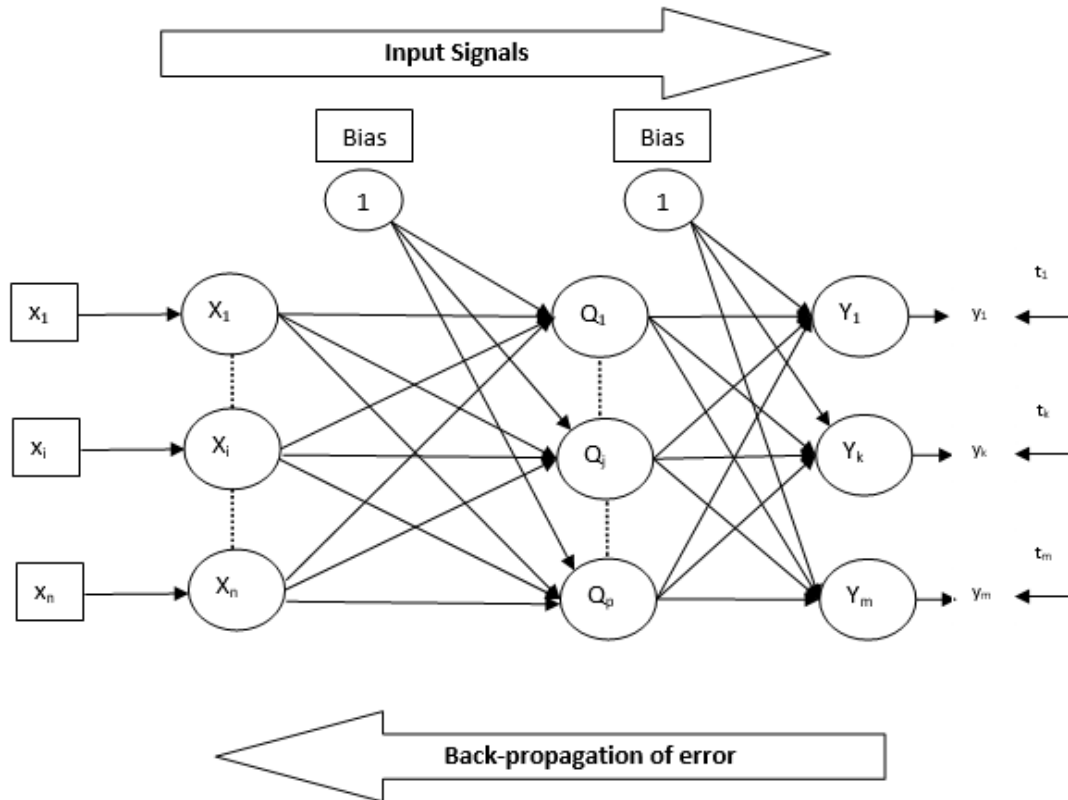 Input Signals
Bias
Bias
1
1
t₁
x₁
X₁
Q₁
Y₁
y₁
tₖ
xᵢ
Xᵢ
Qⱼ
Yₖ
yₖ
tₘ
xₙ
Xₙ
Qₚ
Yₘ
yₘ
Back-propagation of error